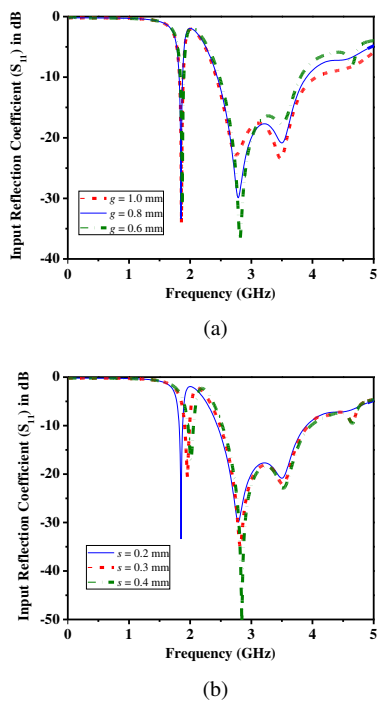 Input Reflection Coefficient (S11) in dB
0
-10
-20
-30
-40
g = 1.0 mm
g = 0.8 mm
g = 0.6 mm
0 1 2 3 4 5
Frequency (GHz)
(a)
Input Reflection Coefficient (S11) in dB
0
-10
-20
-30
-40
-50
s = 0.2 mm
s = 0.3 mm
s = 0.4 mm
0 1 2 3 4 5
Frequency (GHz)
(b)